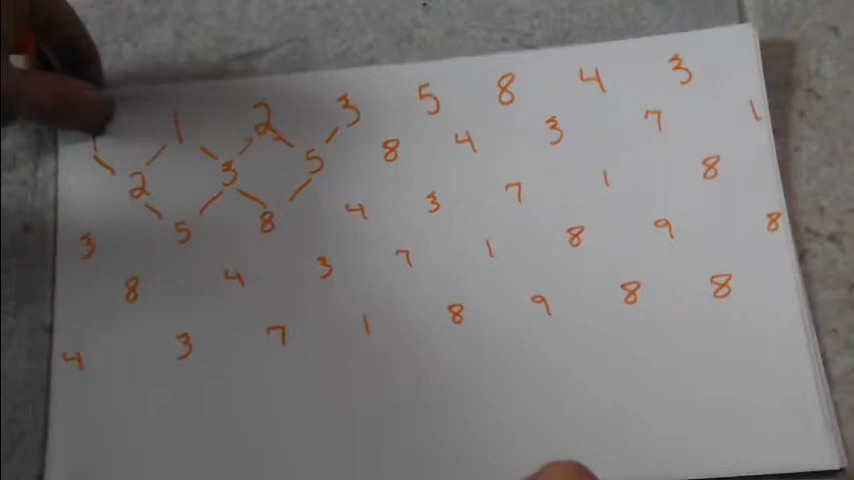 1 2 3 5 8 4 3
2 3 5 8 4 3 7 1
5 8 4 3 7 1 8
3 8 4 3 7 1 8 9 8
4 3 7 1 8 9 8 8